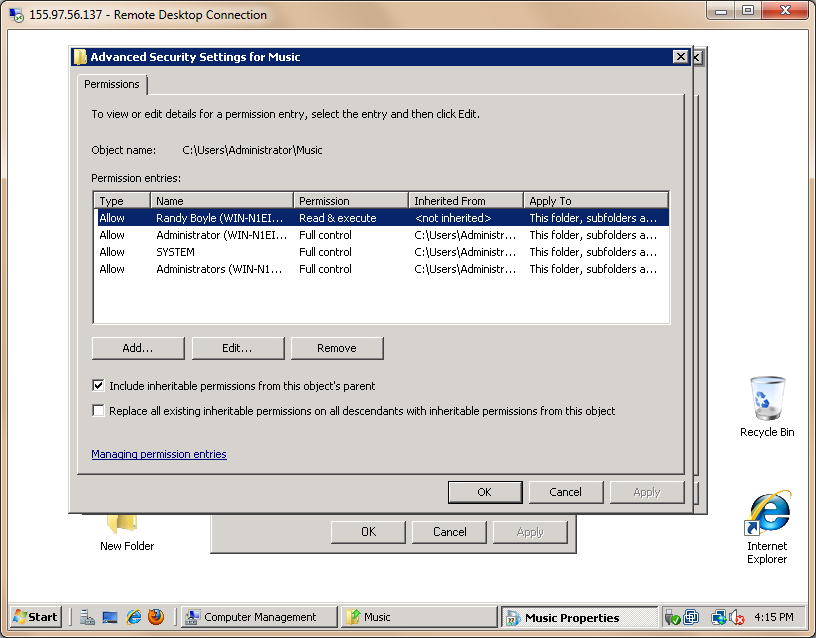 155.97.56.137 - Remote Desktop Connection
Advanced Security Settings for Music
Permissions
To view or edit details for a permission entry, select the entry and then click Edit.
Object name: C:\Users\Administrator\Music
Permission entries:
Type Name Permission Inherited From Apply To
Allow Randy Boyle (WIN-N1EI... Read & execute <not inherited> This folder, subfolders a...
Allow Administrator (WIN-N1EI... Full control C:\Users\Administr... This folder, subfolders a...
Allow SYSTEM Full control C:\Users\Administr... This folder, subfolders a...
Allow Administrators (WIN-N1... Full control C:\Users\Administr... This folder, subfolders a...
Add... Edit... Remove
Include inheritable permissions from this object's parent
Replace all existing inheritable permissions on all descendants with inheritable permissions from this object
Managing permission entries
OK Cancel Apply
OK Cancel Apply
Recycle Bin
New Folder
Internet
Explorer
Start Computer Management Music Music Properties 4:15 PM